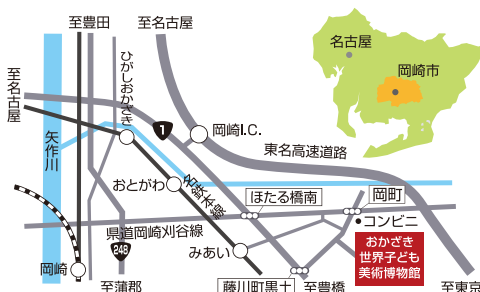 至豊田
至名古屋
名古屋
岡崎市
至名古屋
ひがしおかざき
1
岡崎I.C.
東名高速道路
矢作川
おとがわ
名鉄本線
ほたる橋南
岡町
コンビニ
県道岡崎刈谷線
248
みあい
おかざき
世界子ども
美術博物館
岡崎
至蒲郡
藤川町黒土
至豊橋
至東京